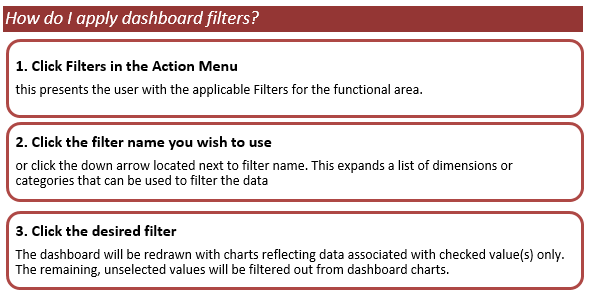 How do I apply dashboard filters?
1. Click Filters in the Action Menu
this presents the user with the applicable Filters for the functional area.
2. Click the filter name you wish to use
or click the down arrow located next to filter name. This expands a list of dimensions or
categories that can be used to filter the data
3. Click the desired filter
The dashboard will be redrawn with charts reflecting data associated with checked value(s) only.
The remaining, unselected values will be filtered out from dashboard charts.